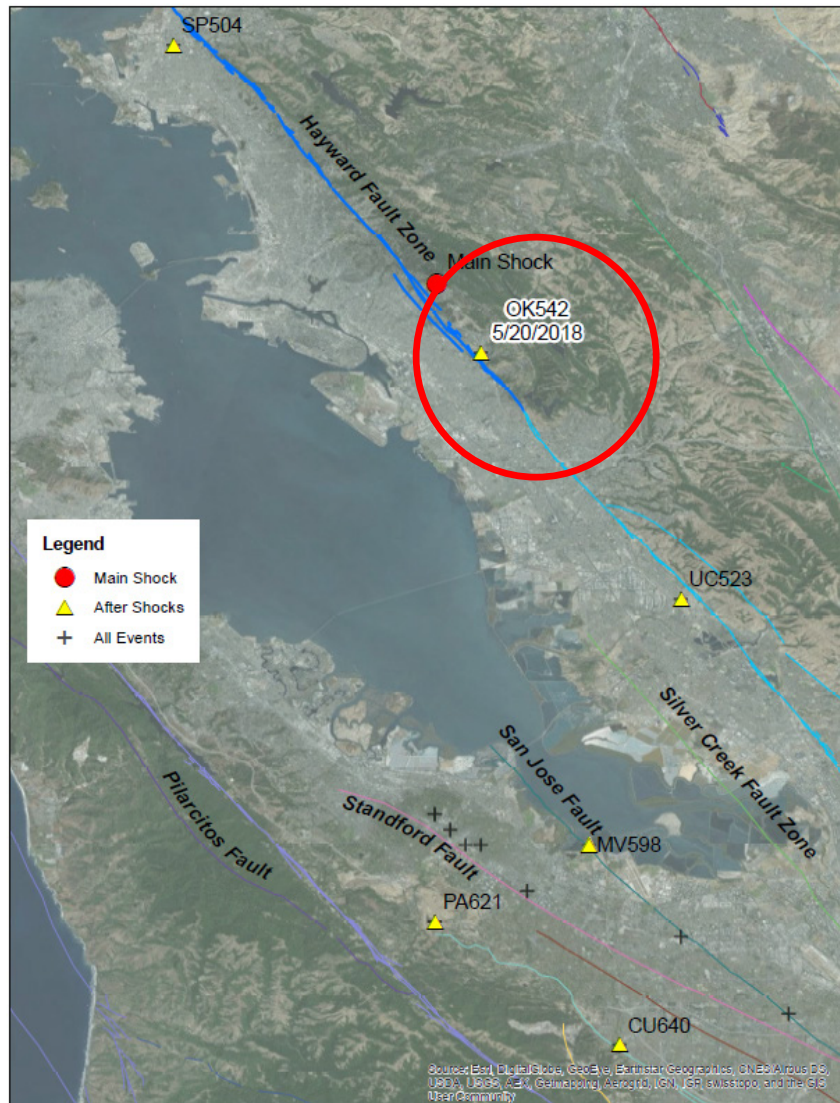 SP504
Hayward Fault Zone
Main Shock
OK542
5/20/2018
Legend
Main Shock
After Shocks
All Events
UC523
Silver Creek Fault Zone
San Jose Fault
Pilarcitos Fault
Standford Fault
MV598
PA621
CU640
Source: Esri, DigitalGlobe, GeoEye, Earthstar Geographics, CNES/Airbus DS,
USDA, USGS, AEX, Getmapping, Aerogrid, IGN, IGP, swisstopo, and the GIS
User Community